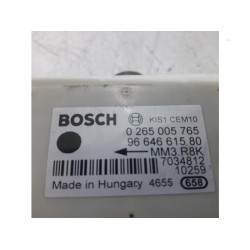 BOSCH KIS1 CEM10
0 265 005 765
96 646 615 80
MM3.R8K
7034812
10259
Made in Hungary 4655 658